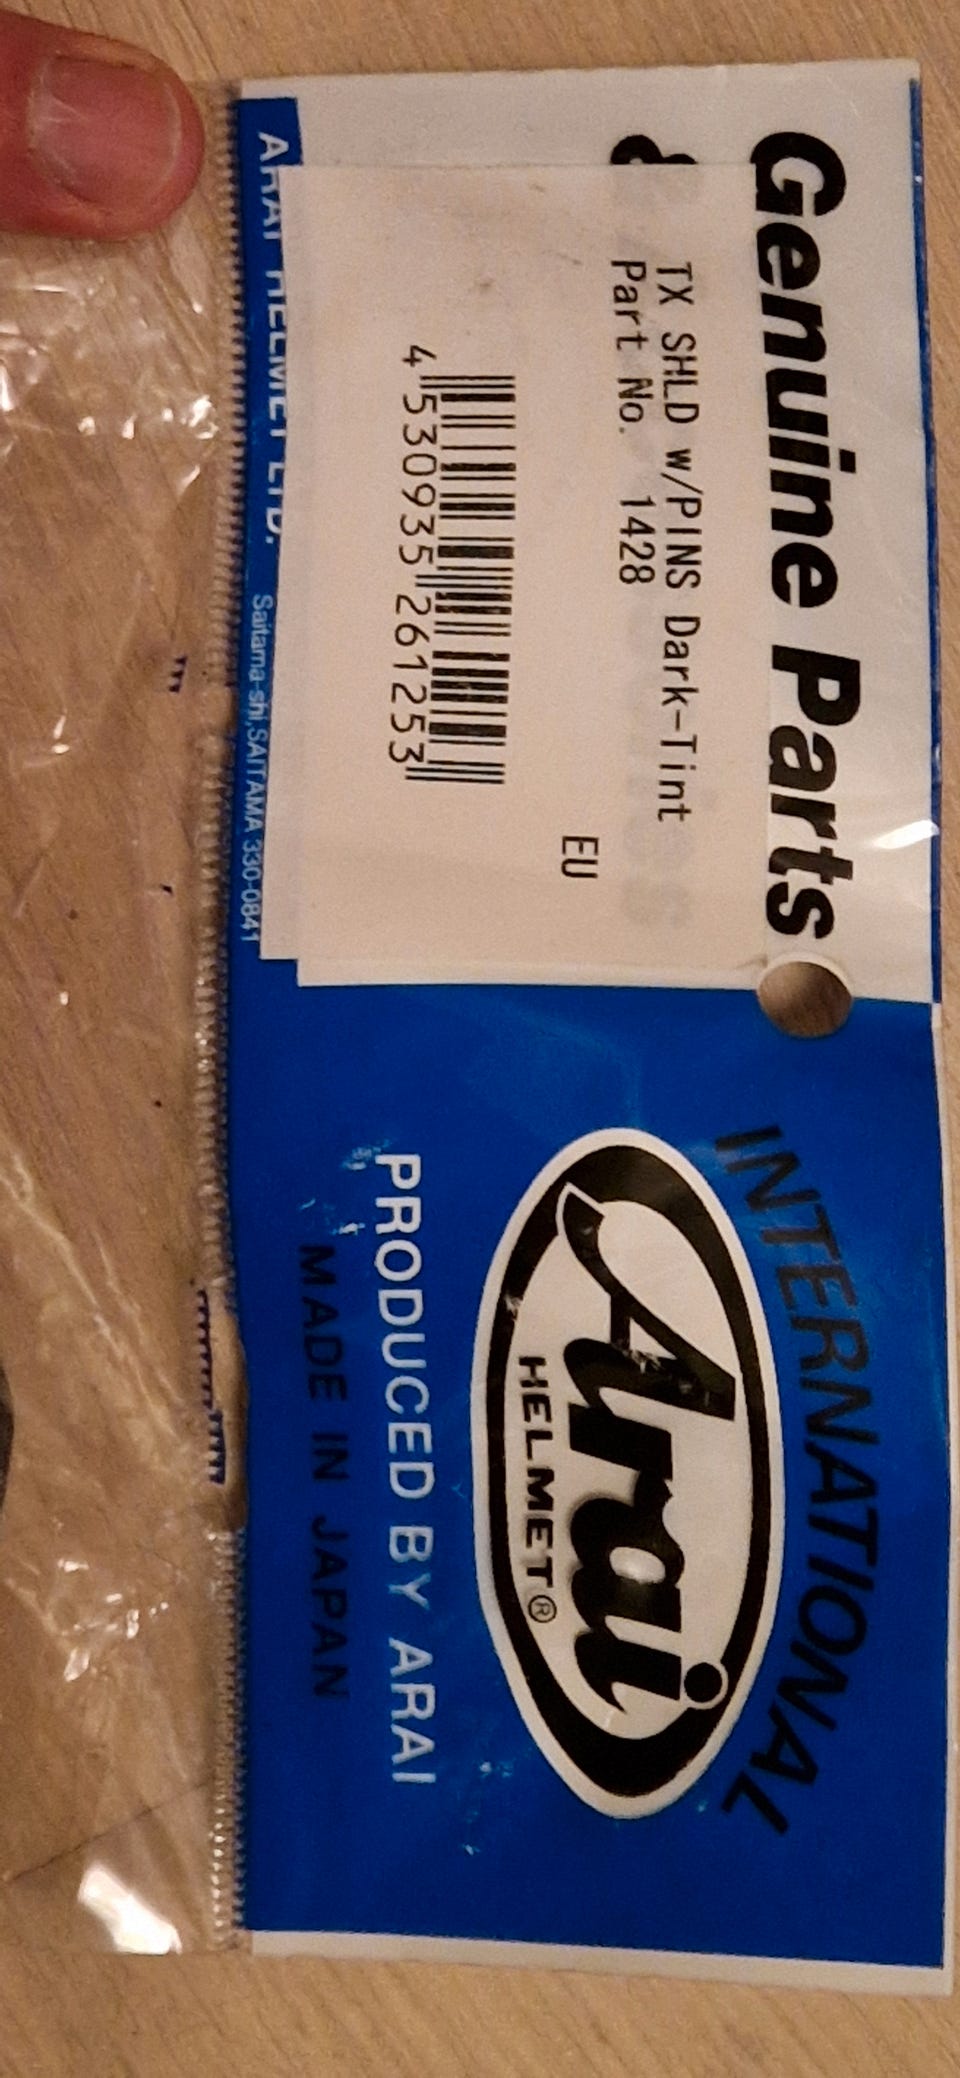 Genuine Parts
&
TX SHLD w/PINS Dark-Tint
Part No. 1428
EU
4 530935 261253
ARAI HELMET LTD. Saitama-shi, SAITAMA 330-0841
INTERNATIONAL
Arai
HELMET®
PRODUCED BY ARAI
MADE IN JAPAN